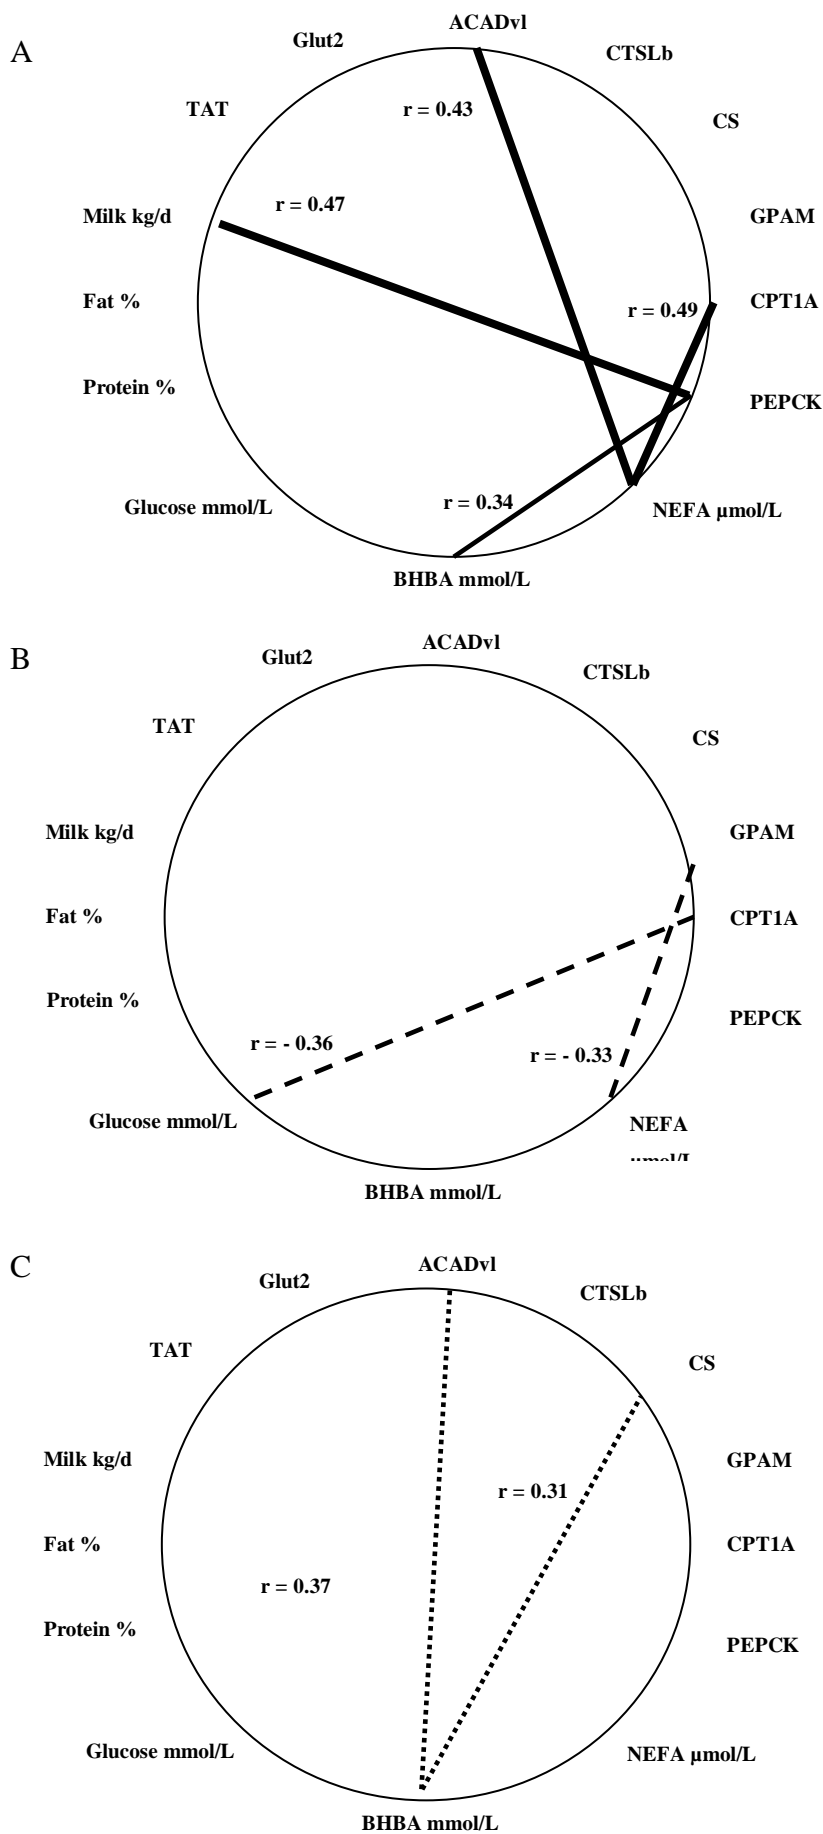 A
ACADvl
Glut2
CTSLb
TAT
r = 0.43
CS
Milk kg/d
r = 0.47
GPAM
Fat %
r = 0.49
CPT1A
Protein %
PEPCK
Glucose mmol/L
r = 0.34
NEFA µmol/L
BHBA mmol/L
B
ACADvl
Glut2
CTSLb
TAT
CS
Milk kg/d
GPAM
Fat %
CPT1A
Protein %
PEPCK
r = - 0.36
r = - 0.33
Glucose mmol/L
NEFA
µmol/L
BHBA mmol/L
C
ACADvl
Glut2
CTSLb
TAT
CS
Milk kg/d
GPAM
r = 0.31
Fat %
CPT1A
r = 0.37
Protein %
PEPCK
Glucose mmol/L
NEFA µmol/L
BHBA mmol/L